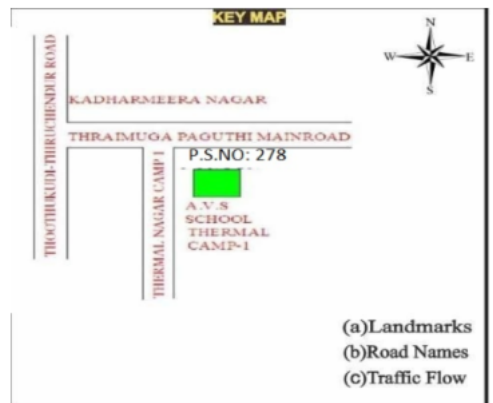 KEY MAP
N
W
E
S
THOOTHUKUDI-THIRUCHENDUR ROAD
KADHARMEERA NAGAR
THRAIMUGA PAGUTHI MAINROAD
THERMAL NAGAR CAMP 1
P.S.NO: 278
A.V.S
SCHOOL
THERMAL
CAMP-1
(a)Landmarks
(b)Road Names
(c)Traffic Flow